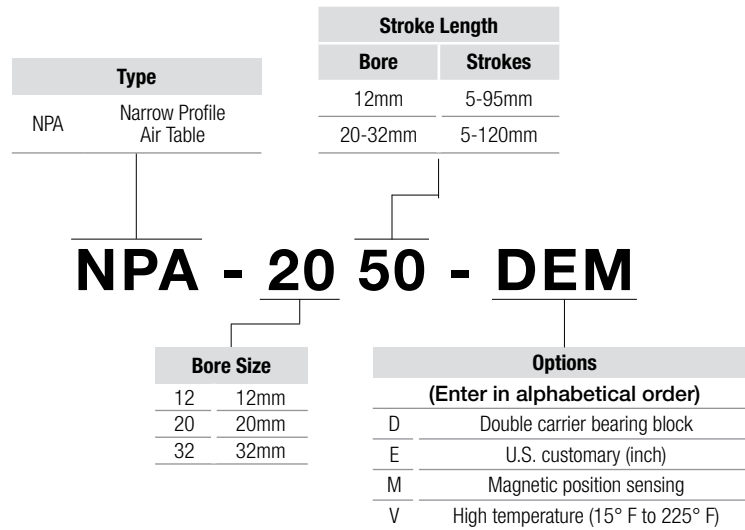 Stroke Length
Bore Strokes
12mm 5-95mm
20-32mm 5-120mm
Type
NPA Narrow Profile
Air Table
NPA - 20 50 - DEM
Bore Size
12 12mm
20 20mm
32 32mm
Options
(Enter in alphabetical order)
D Double carrier bearing block
E U.S. customary (inch)
M Magnetic position sensing
V High temperature (15° F to 225° F)